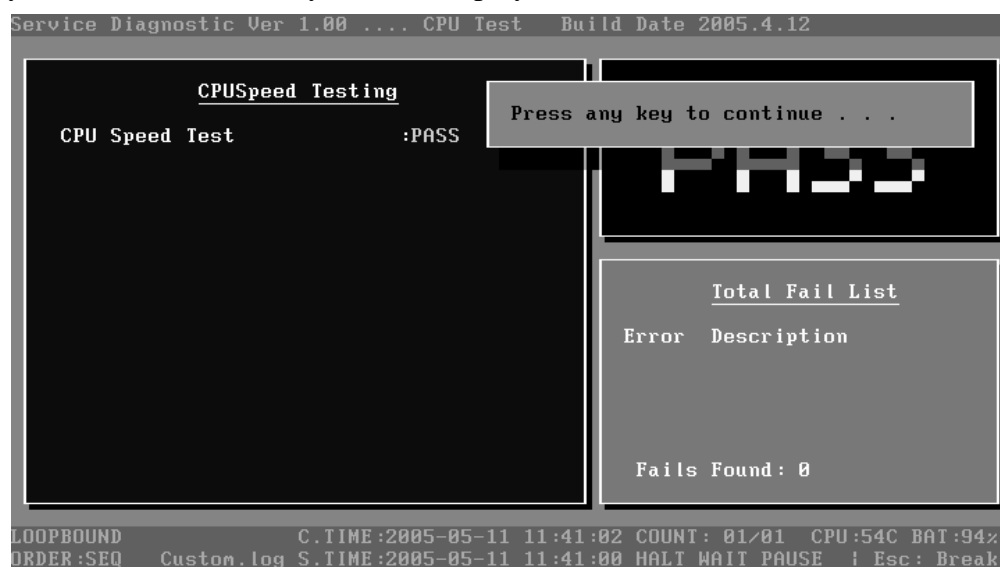 Service Diagnostic Ver 1.00 .... CPU Test Build Date 2005.4.12
CPUSpeed Testing
CPU Speed Test :PASS
Press any key to continue . . .
PASS
Total Fail List
Error Description
Fails Found: 0
LOOPBOUND C.TIME:2005-05-11 11:41:02 COUNT: 01/01 CPU:54C BAT:94%
ORDER:SEQ Custom.log S.TIME:2005-05-11 11:41:00 HALT WAIT PAUSE ¦ Esc: Break